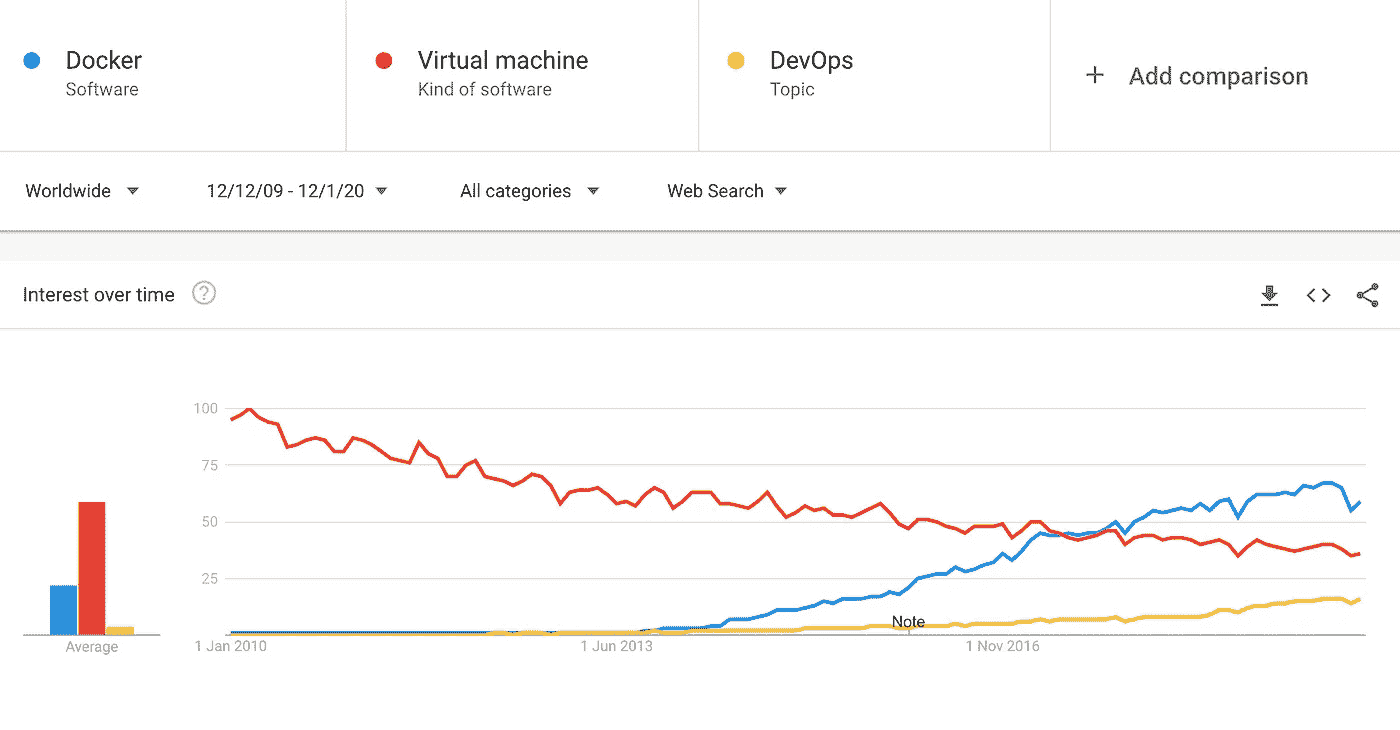 Docker
Software
Virtual machine
Kind of software
DevOps
Topic
+ Add comparison
Worldwide
12/12/09 - 12/1/20
All categories
Web Search
Interest over time
?
100
75
50
25
Note
Average
1 Jan 2010
1 Jun 2013
1 Nov 2016